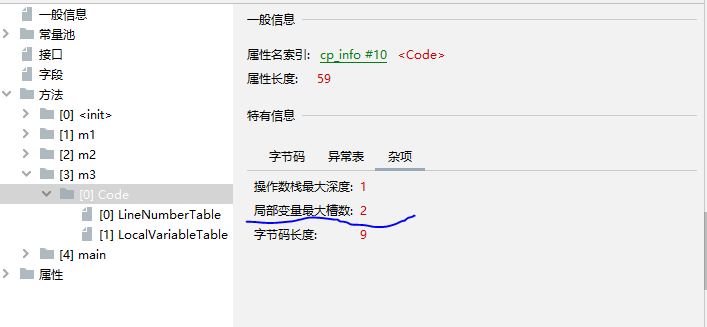 一般信息
常量池
接口
字段
方法
[0] <init>
[1] m1
[2] m2
[3] m3
[0] Code
[0] LineNumberTable
[1] LocalVariableTable
[4] main
属性
一般信息
属性名索引: cp_info #10 <Code>
属性长度: 59
特有信息
字节码 异常表 杂项
操作数栈最大深度: 1
局部变量最大槽数: 2
字节码长度: 9